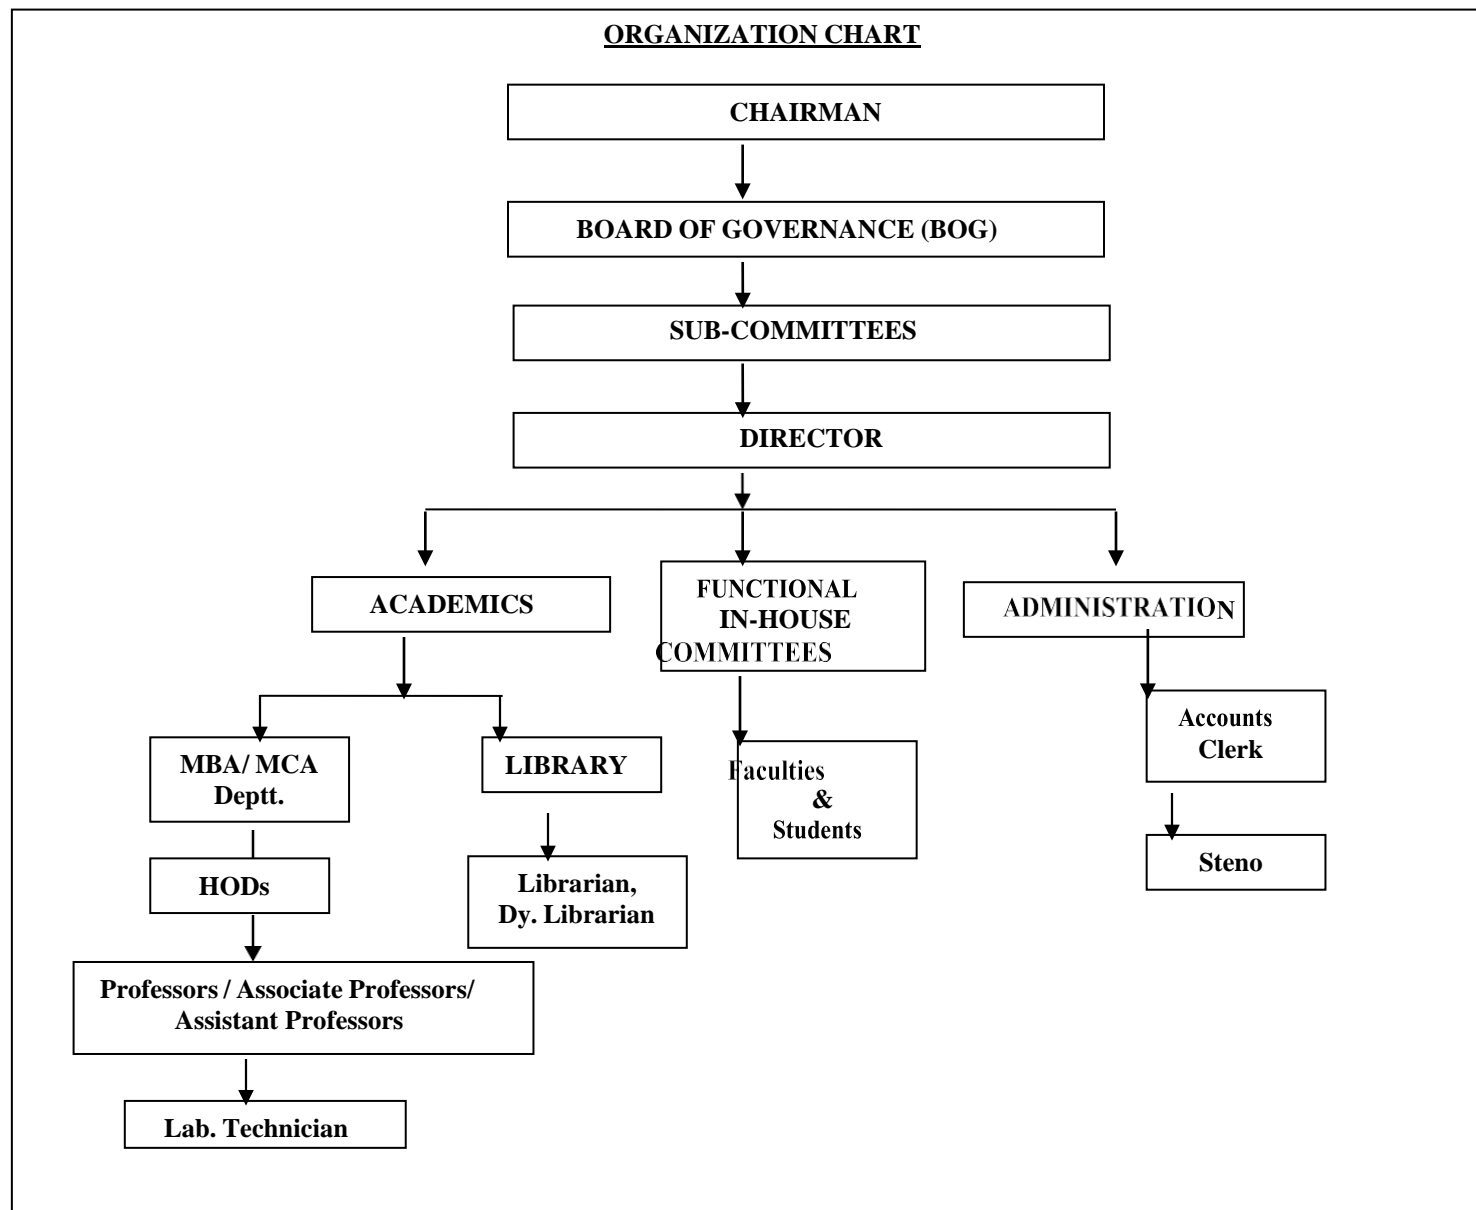 ORGANIZATION CHART
CHAIRMAN
BOARD OF GOVERNANCE (BOG)
SUB-COMMITTEES
DIRECTOR
ACADEMICS
FUNCTIONAL
IN-HOUSE
COMMITTEES
ADMINISTRATION
MBA/ MCA
Deptt.
LIBRARY
Faculties
&
Students
Accounts
Clerk
HODs
Librarian,
Dy. Librarian
Steno
Professors / Associate Professors/
Assistant Professors
Lab. Technician